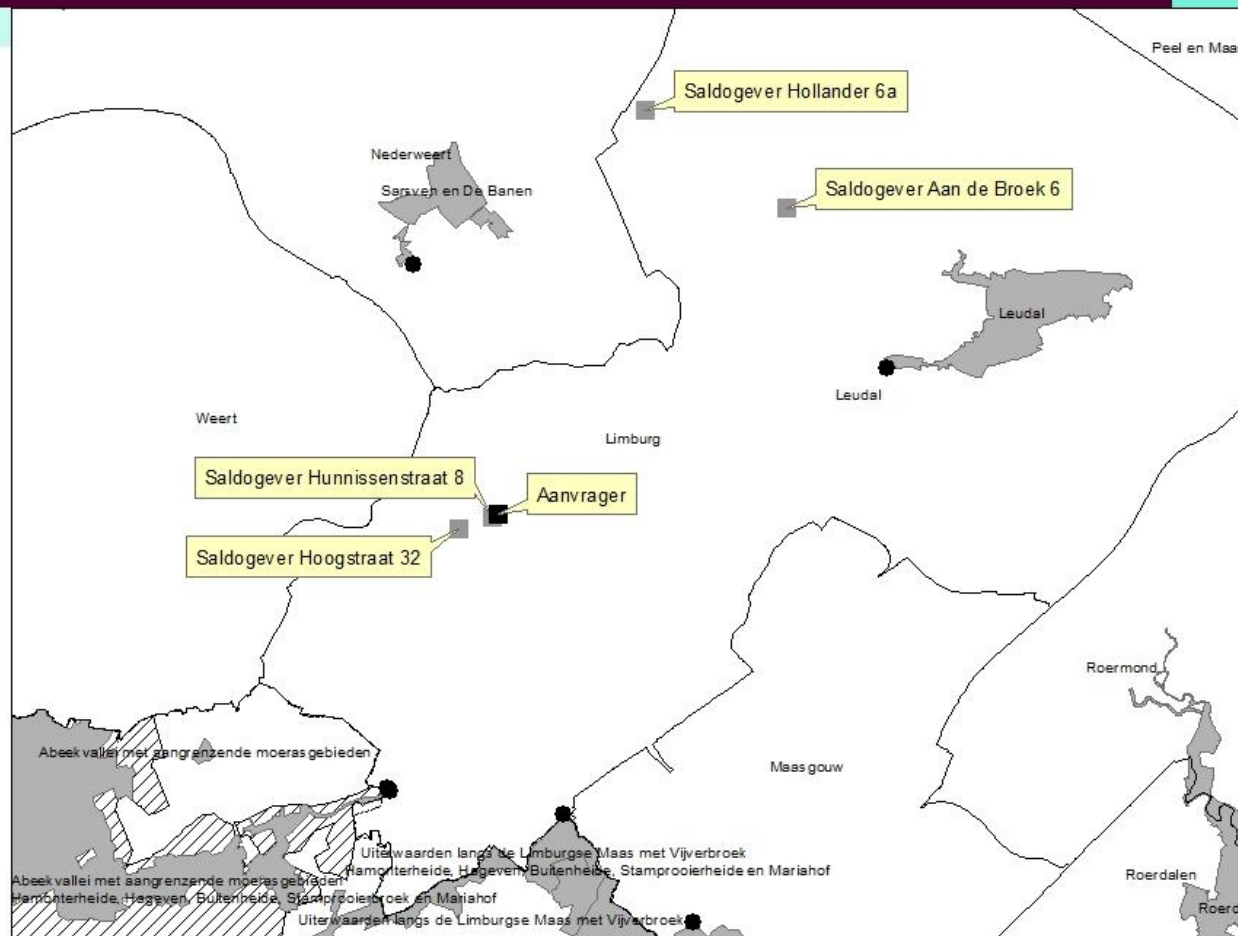 Peel en Maa
Saldogever Hollander 6a
Nederweert
Sarsven en De Banen
Saldogever Aan de Broek 6
Leudal
Leudal
Weert
Limburg
Saldogever Hunnissenstraat 8
Aanvrager
Saldogever Hoogstraat 32
Roermond
Abeekvallei met aangrenzende moerasgebieden
Maasgouw
Uiterwaarden langs de Limburgse Maas met Vijverbroek
Hamonterheide, Hageven, Buitenheide, Stamprooierheide en Mariahof
Roerdalen
Abeekvallei met aangrenzende moerasgebieden
Hamonterheide, Hageven, Buitenheide, Stamprooierbroek en Mariahof
Roerd
Uiterwaarden langs de Limburgse Maas met Vijverbroek